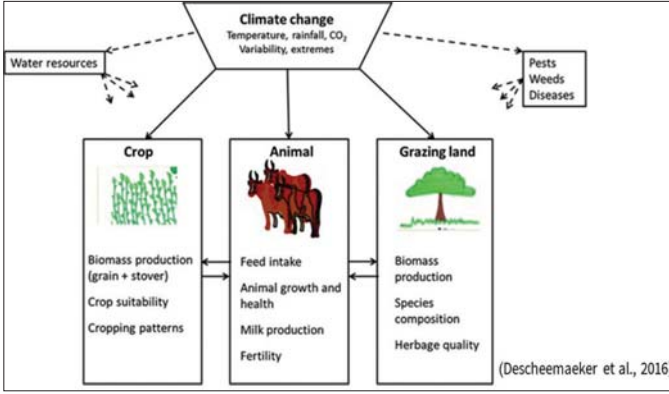 Climate change
Temperature, rainfall, CO₂
Variability, extremes
Water resources
Pests
Weeds
Diseases
Crop
Biomass production
(grain + stover)
Crop suitability
Cropping patterns
Animal
Feed intake
Animal growth and
health
Milk production
Fertility
Grazing land
Biomass
production
Species
composition
Herbage quality
(Descheemaeker et al., 2016)